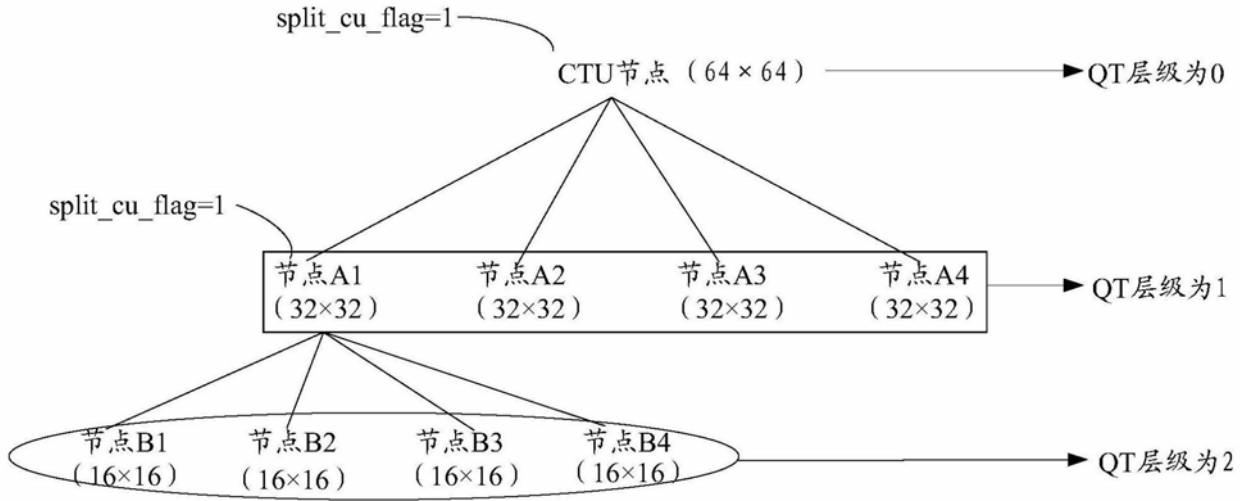 split_cu_flag=1
CTU节点（64×64） QT层级为0
split_cu_flag=1
节点A1 节点A2 节点A3 节点A4
（32×32） （32×32） （32×32） （32×32） QT层级为1
节点B1 节点B2 节点B3 节点B4
（16×16） （16×16） （16×16） （16×16） QT层级为2